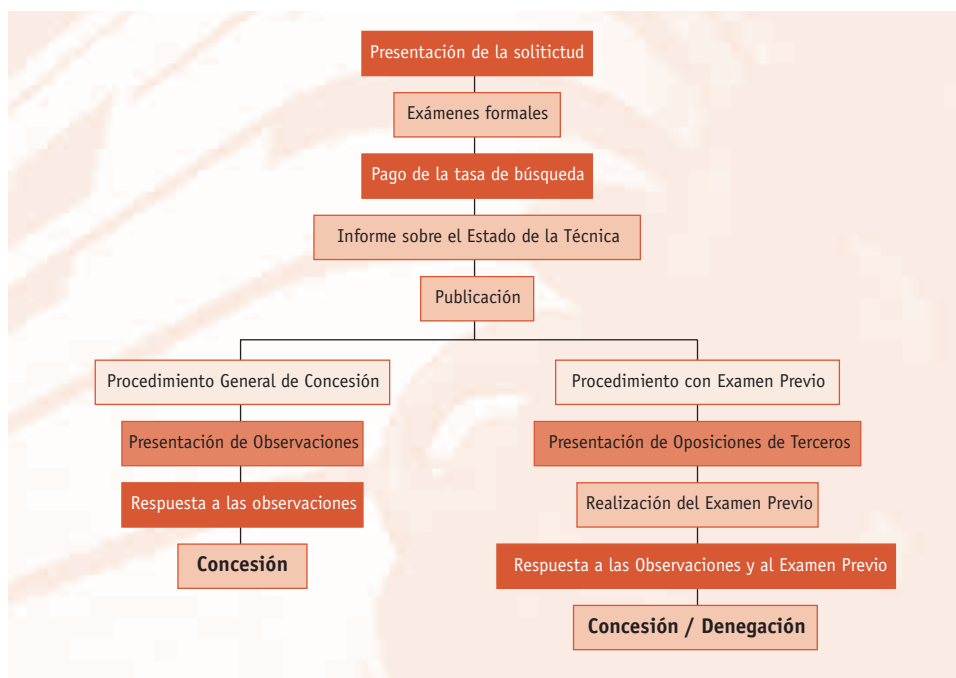 Presentación de la solitictud
Exámenes formales
Pago de la tasa de búsqueda
Informe sobre el Estado de la Técnica
Publicación
Procedimiento General de Concesión
Presentación de Observaciones
Respuesta a las observaciones
Concesión
Procedimiento con Examen Previo
Presentación de Oposiciones de Terceros
Realización del Examen Previo
Respuesta a las Observaciones y al Examen Previo
Concesión / Denegación